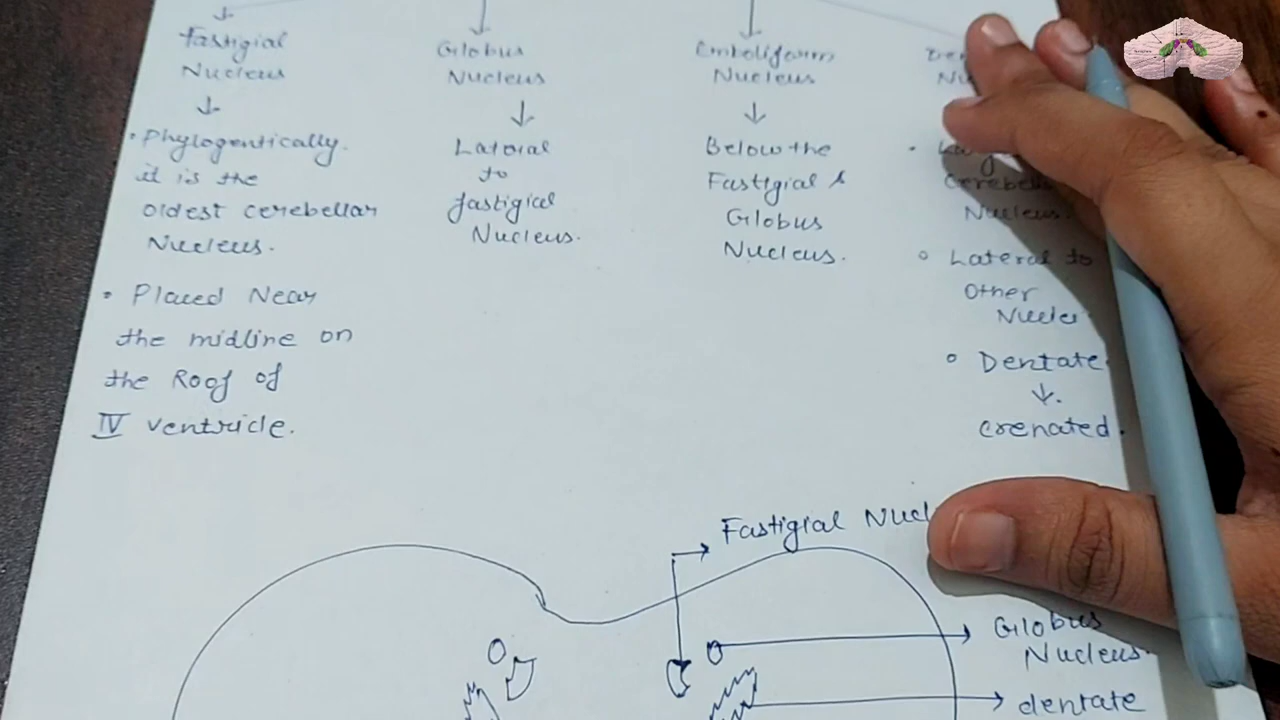 Fastigial
Nucleus
• Phylogentically.
it is the
oldest cerebellar
Nucleus.
• Placed Near
the midline on
the Roof of
IV ventricle.
Globus
Nucleus
Lateral
to
fastigial
Nucleus.
Emboliform
Nucleus
Below the
Fastigial &
Globus
Nucleus.
Nucleus.
Lateral to
Other
Nuclei
Dentate
crenated.
Fastigial
Globus
Nucleus.
dentate